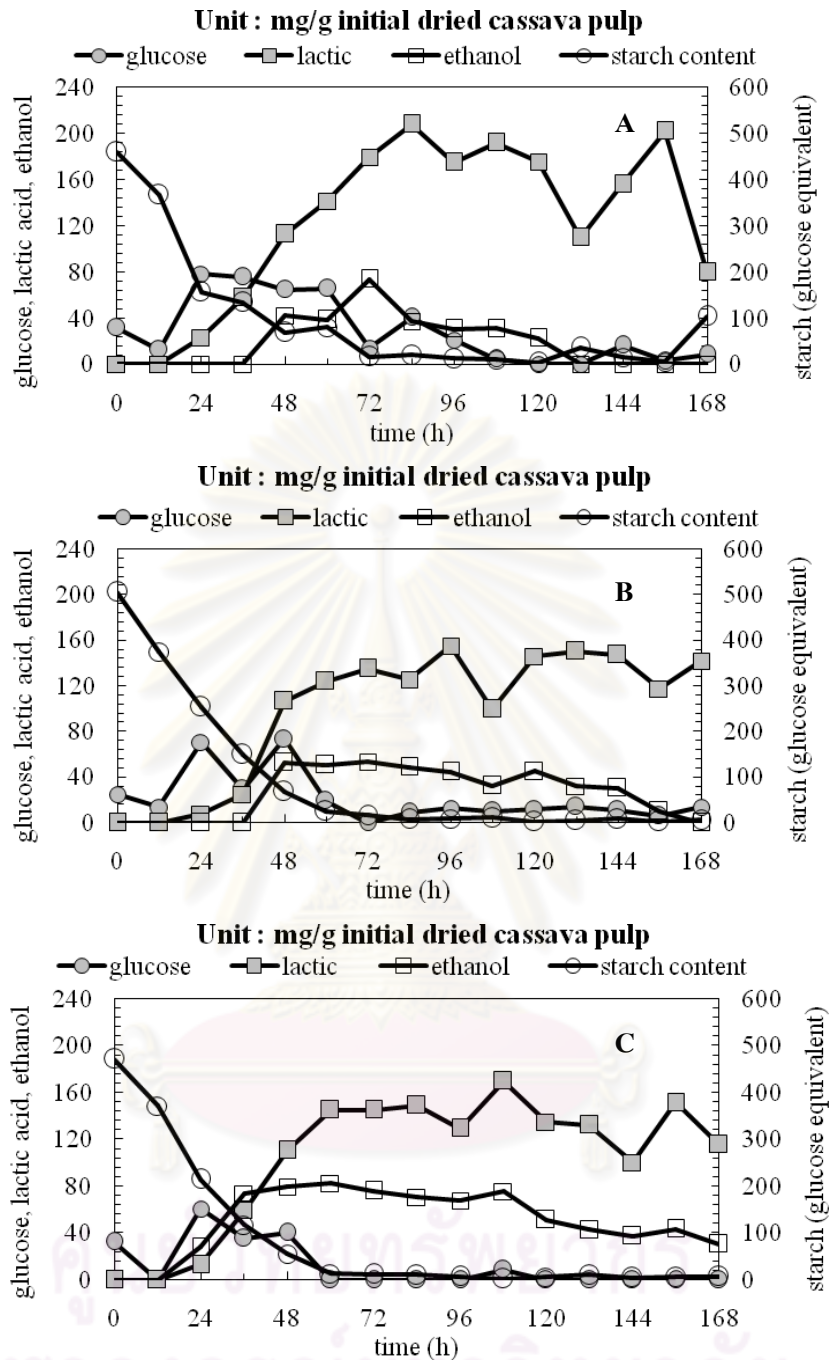 Unit : mg/g initial dried cassava pulp
glucose lactic ethanol starch content
240 600
200 500
160 400
120 300
80 200
40 100
0 0
A
glucose, lactic acid, ethanol
starch (glucose equivalent)
0 24 48 72 96 120 144 168
time (h)
Unit : mg/g initial dried cassava pulp
glucose lactic ethanol starch content
240 600
200 500
160 400
120 300
80 200
40 100
0 0
B
glucose, lactic acid, ethanol
starch (glucose equivalent)
0 24 48 72 96 120 144 168
time (h)
Unit : mg/g initial dried cassava pulp
glucose lactic ethanol starch content
240 600
200 500
160 400
120 300
80 200
40 100
0 0
C
glucose, lactic acid, ethanol
starch (glucose equivalent)
0 24 48 72 96 120 144 168
time (h)